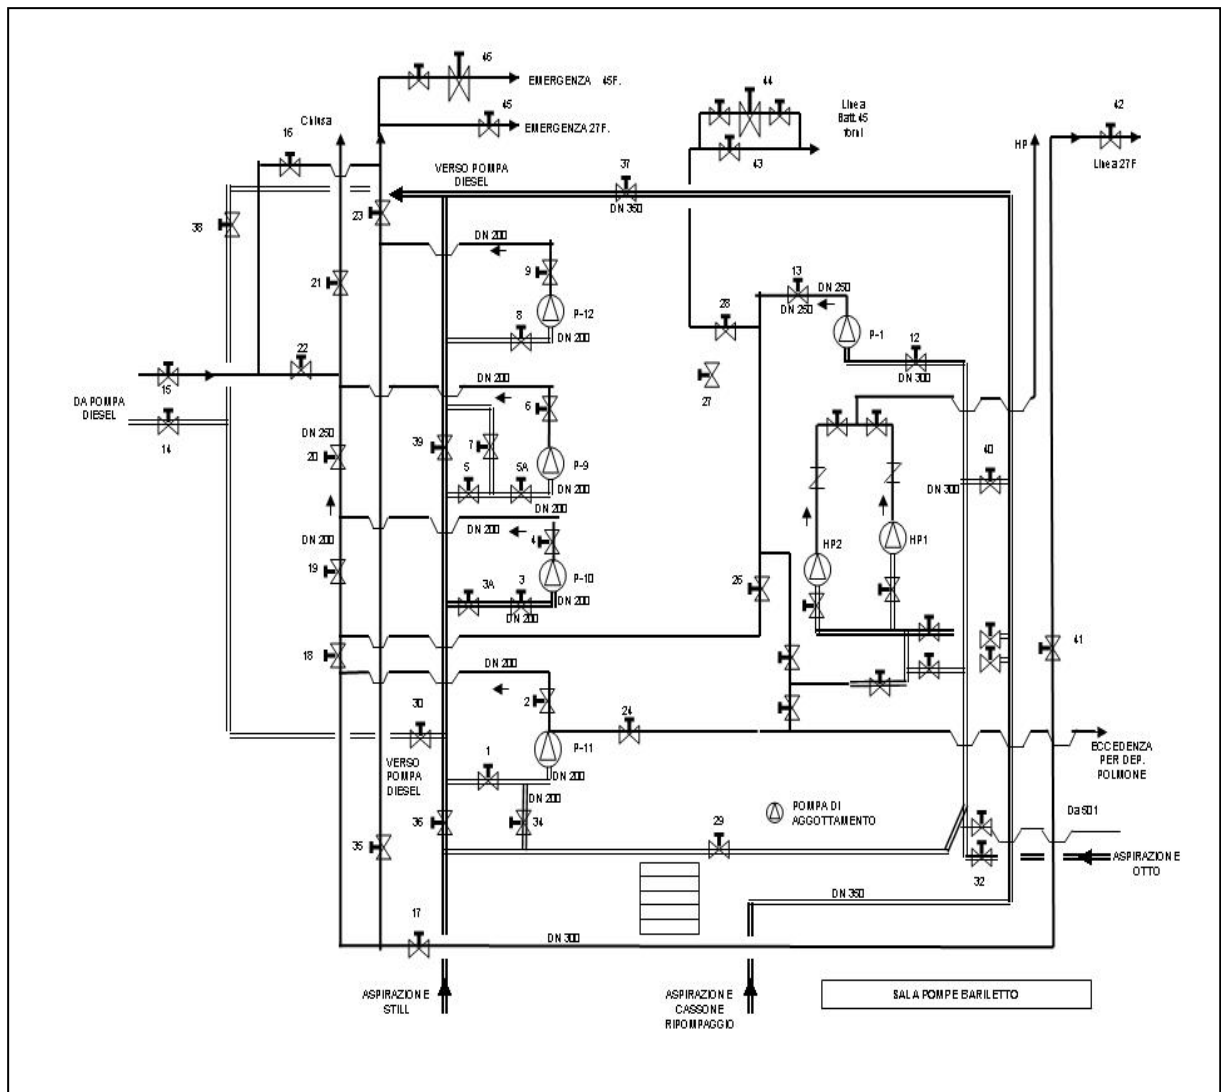 46
EMERGENZA 45F.
45
EMERGENZA 27F.
Chiusa
16
44
Linea
Batt.45
forni
43
42
Linea 27F
HP
VERSO POMPA
DIESEL
37
DN 350
38
23
DN 200
9
P-12
8
DN 200
21
13
DN 250
DN 250
28
P-1
12
DN 300
27
22
15
DA POMPA
DIESEL
14
DN 200
6
DN 250
20
39
7
P-9
5
5A
DN 200
DN 200
40
DN 300
DN 200
DN 200
4
19
P-10
3A
3
DN 200
DN 200
HP2
HP1
26
18
DN 200
41
30
2
24
P-11
1
DN 200
VERSO
POMPA
DIESEL
DN 200
ECCEDENZA
PER DEP.
POLMONE
36
34
35
29
POMPA DI
AGGOTTAMENTO
Da 501
32
ASPIRAZIONE
OTTO
17
DN 300
DN 350
ASPIRAZIONE
STILL
ASPIRAZIONE
CASSONE
RIPOMPAGGIO
SALA POMPE BARILETTO